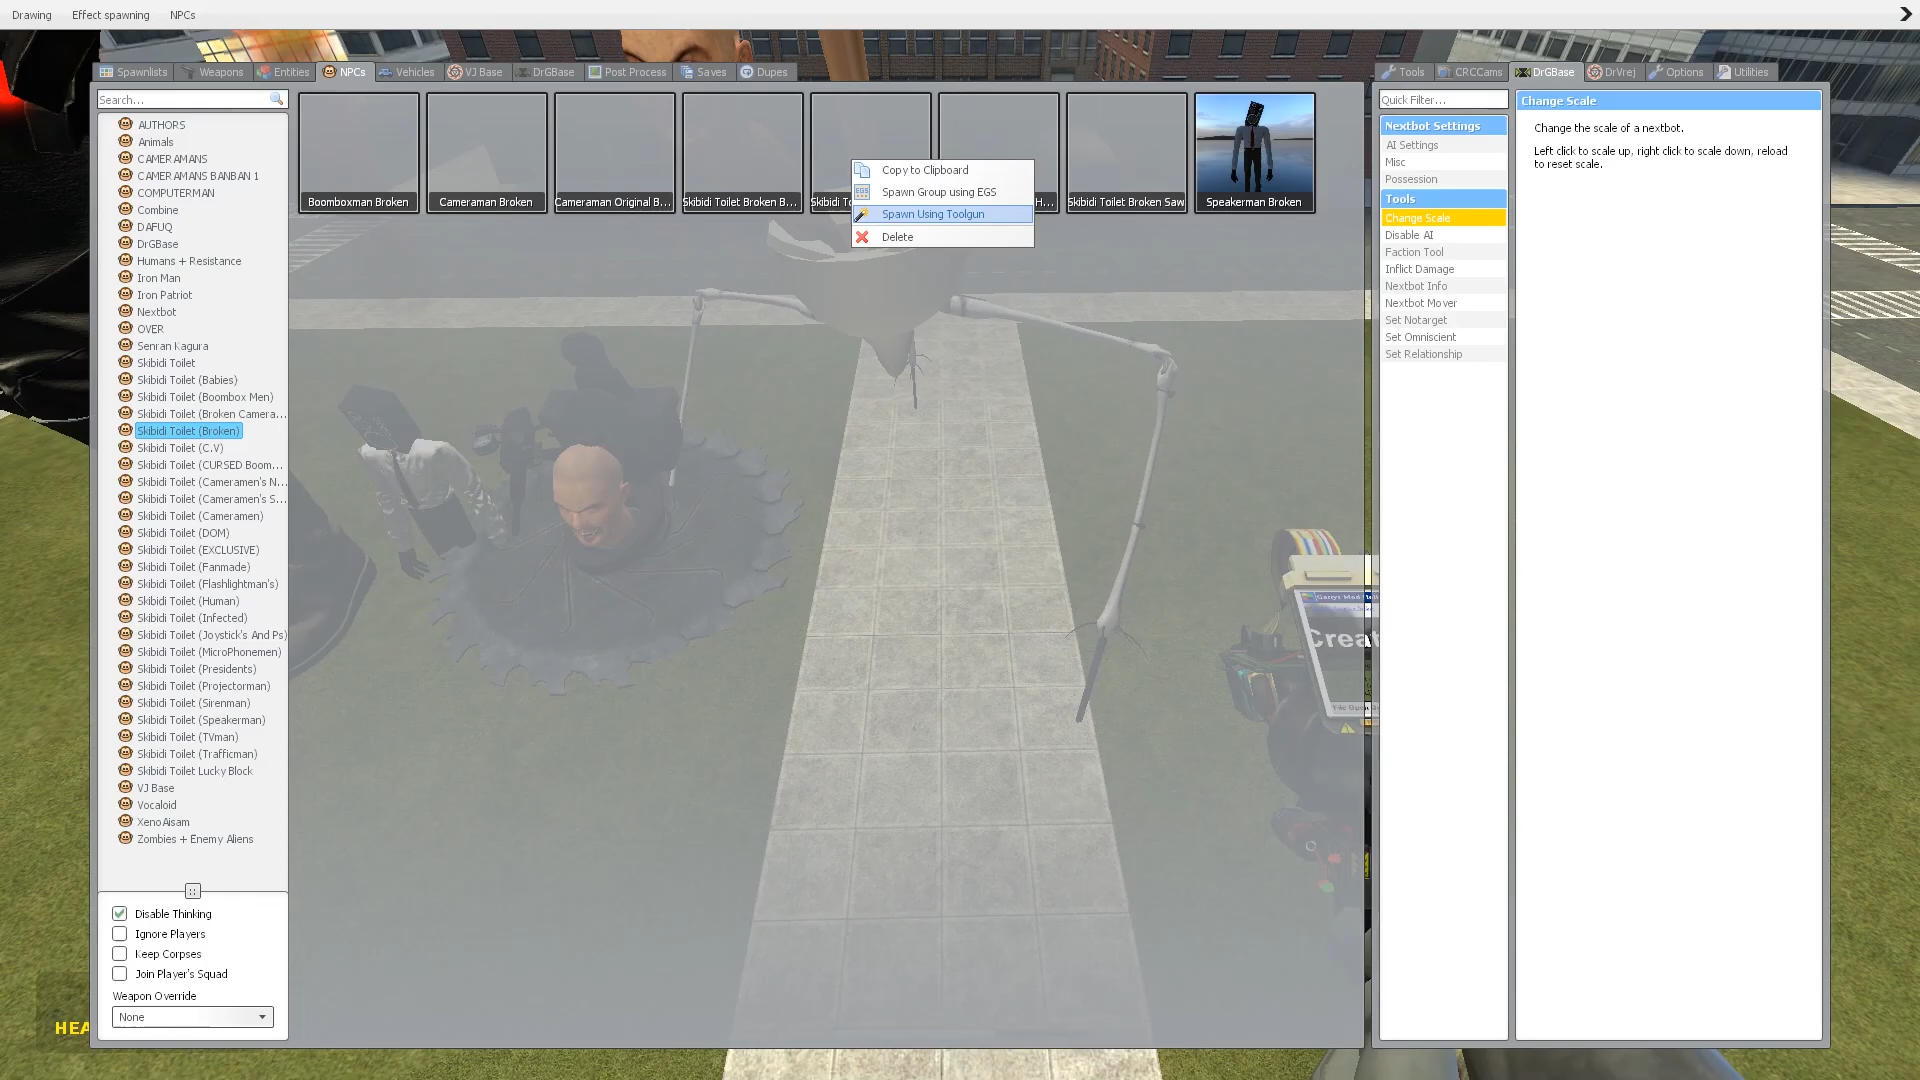 Drawing Effect spawning NPCs
Spawnlists Weapons Entities NPCs Vehicles VJ Base DrGBase Post Process Saves Dupes
Search...
AUTHORS
Animals
CAMERAMANS
CAMERAMANS BANBAN 1
COMPUTERMAN
Combine
DAFUQ
DrGBase
Humans + Resistance
Iron Man
Iron Patriot
Nextbot
OVER
Senran Kagura
Skibidi Toilet
Skibidi Toilet (Babies)
Skibidi Toilet (Boombox Men)
Skibidi Toilet (Broken Camera...
Skibidi Toilet (Broken)
Skibidi Toilet (C.V)
Skibidi Toilet (CURSED Boom...
Skibidi Toilet (Cameramen's N...
Skibidi Toilet (Cameramen's S...
Skibidi Toilet (Cameramen)
Skibidi Toilet (DOM)
Skibidi Toilet (EXCLUSIVE)
Skibidi Toilet (Fanmade)
Skibidi Toilet (Flashlightman's)
Skibidi Toilet (Human)
Skibidi Toilet (Infected)
Skibidi Toilet (Joystick's And Ps)
Skibidi Toilet (MicroPhonemen)
Skibidi Toilet (Presidents)
Skibidi Toilet (Projectorman)
Skibidi Toilet (Sirenman)
Skibidi Toilet (Speakerman)
Skibidi Toilet (TVman)
Skibidi Toilet (Trafficman)
Skibidi Toilet Lucky Block
VJ Base
Vocaloid
XenoAisam
Zombies + Enemy Aliens
Disable Thinking
Ignore Players
Keep Corpses
Join Player's Squad
Weapon Override
None
HEA
Boomboxman Broken Cameraman Broken Cameraman Original B... Skibidi Toilet Broken B... Skibidi To H... Skibidi Toilet Broken Saw Speakerman Broken
Copy to Clipboard
Spawn Group using EGS
Spawn Using Toolgun
Delete
Creat
Tools CRCCams DrGBase DrVrej Options Utilities
Quick Filter...
Nextbot Settings
AI Settings
Misc
Possession
Tools
Change Scale
Disable AI
Faction Tool
Inflict Damage
Nextbot Info
Nextbot Mover
Set Notarget
Set Omniscient
Set Relationship
Change Scale
Change the scale of a nextbot.
Left click to scale up, right click to scale down, reload
to reset scale.